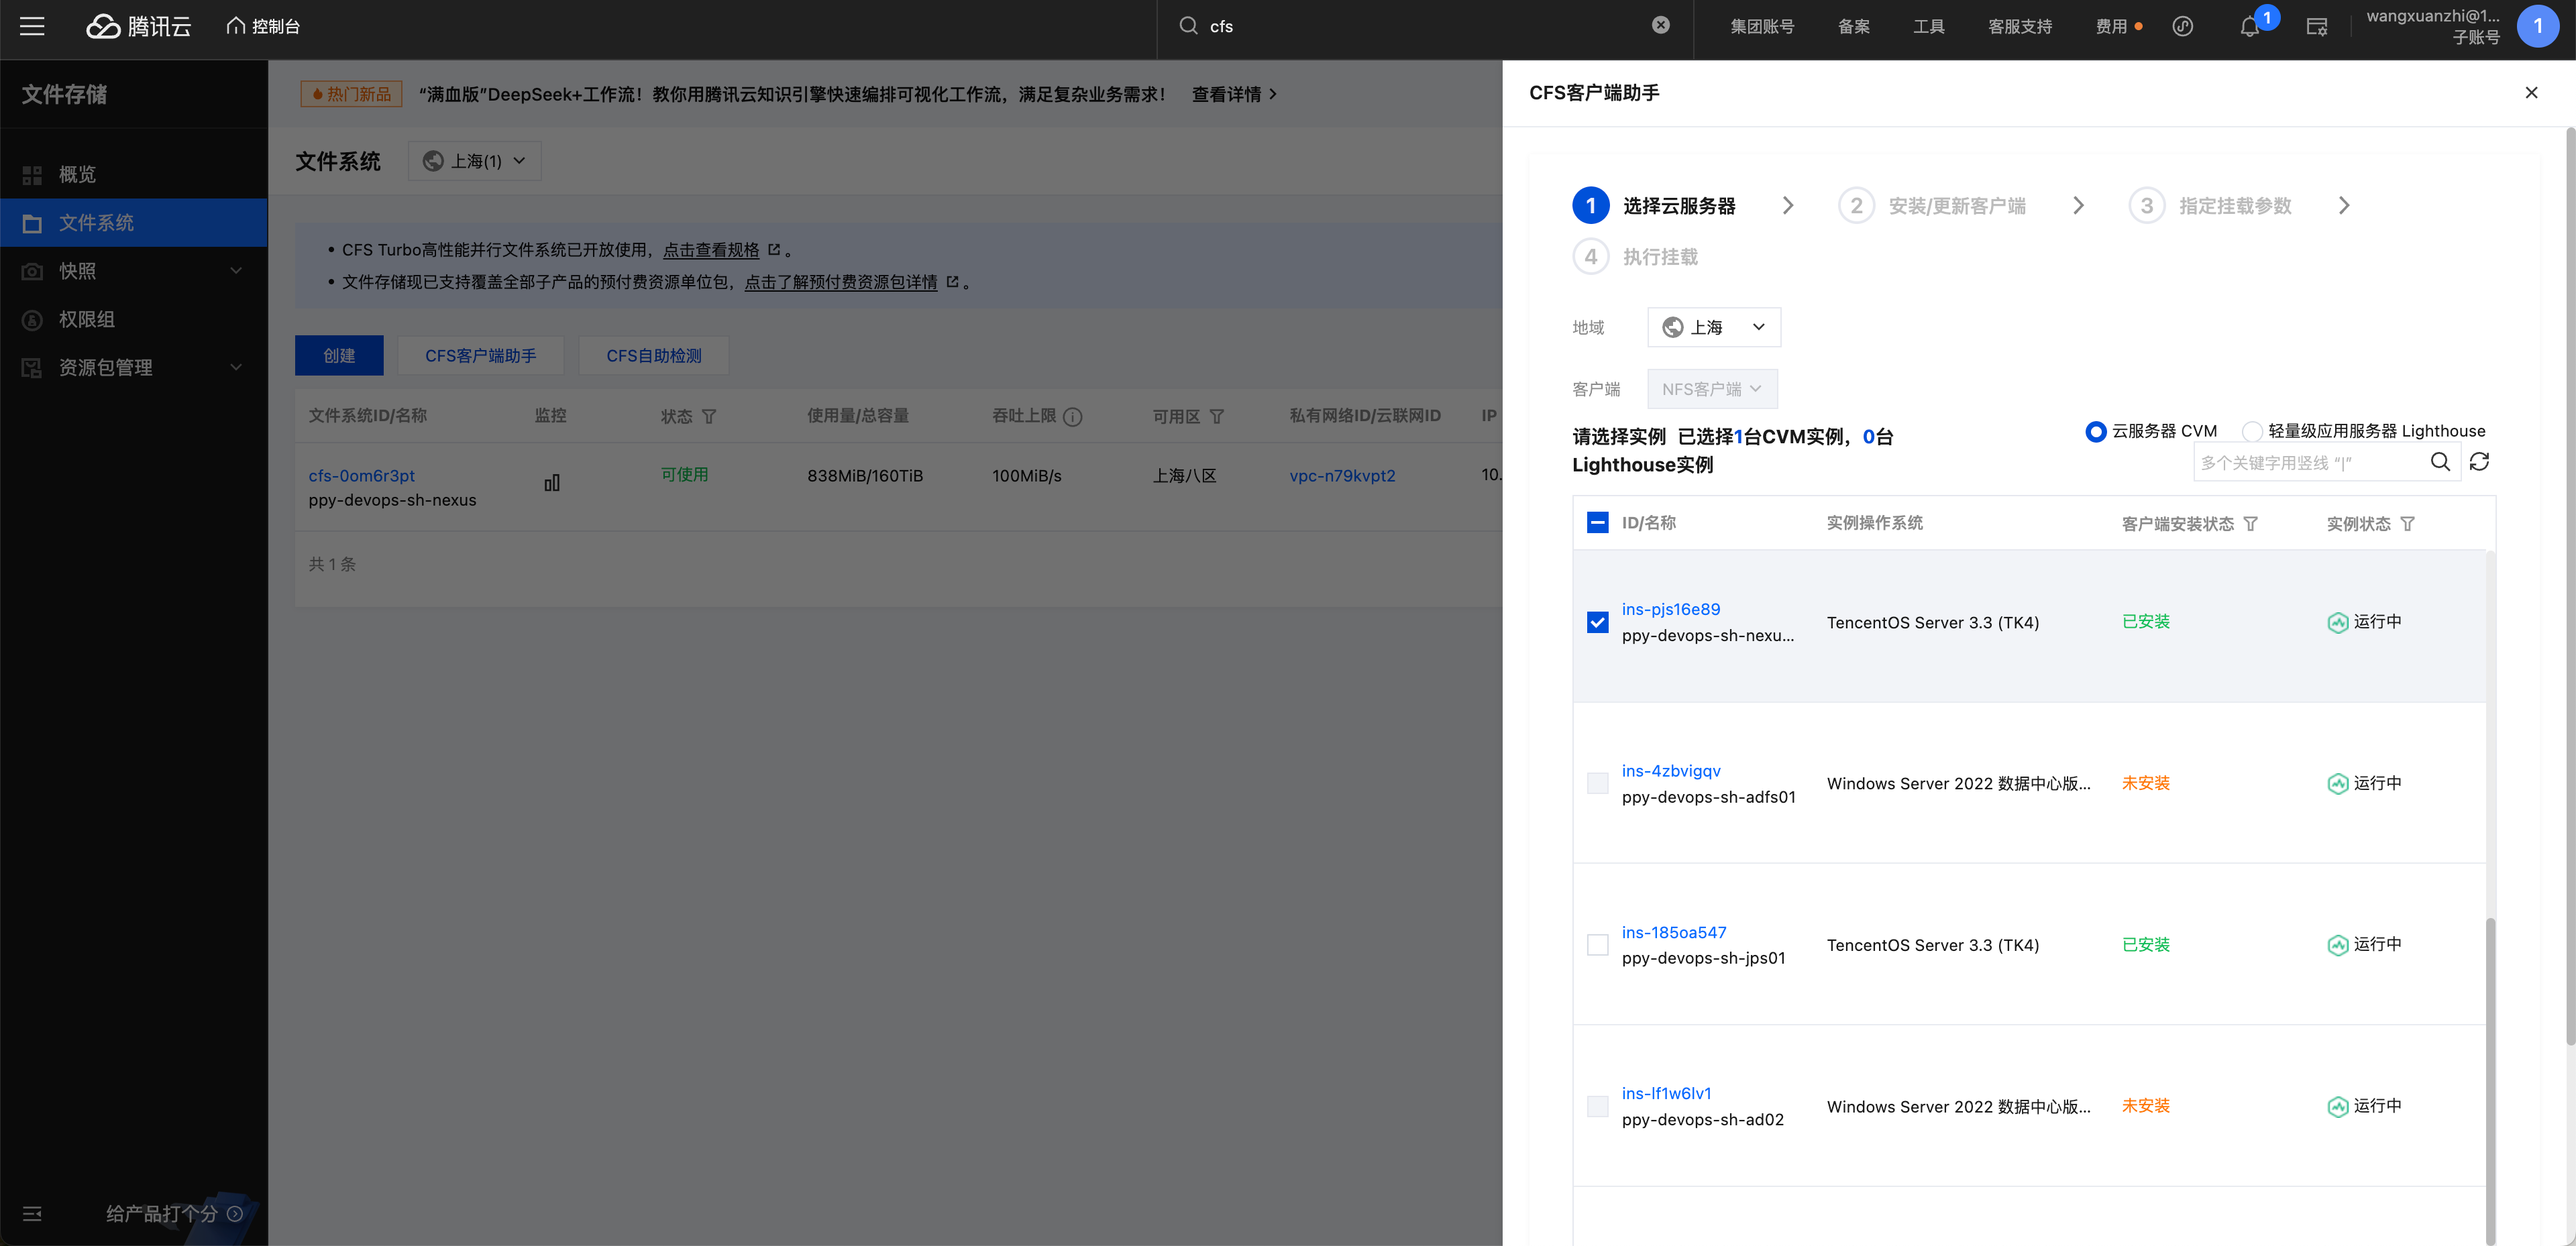 腾讯云
控制台
cfs
集团账号
备案
工具
客服支持
费用
1
wangxuanzhi@1...
子账号
1
文件存储
概览
文件系统
快照
权限组
资源包管理
给产品打个分
热门新品
“满血版”DeepSeek+工作流！教你用腾讯云知识引擎快速编排可视化工作流，满足复杂业务需求！
查看详情
文件系统
上海(1)
• CFS Turbo高性能并行文件系统已开放使用，点击查看规格 。
• 文件存储现已支持覆盖全部子产品的预付费资源单位包，点击了解预付费资源包详情 。
创建
CFS客户端助手
CFS自助检测
文件系统ID/名称 监控 状态 使用量/总容量 吞吐上限 可用区 私有网络ID/云联网ID IP
cfs-0om6r3pt 可使用 838MiB/160TiB 100MiB/s 上海八区 vpc-n79kvpt2 10.
ppy-devops-sh-nexus
共 1 条
CFS客户端助手
1 选择云服务器
2 安装/更新客户端
3 指定挂载参数
4 执行挂载
地域 上海
客户端 NFS客户端
请选择实例 已选择1台CVM实例，0台
Lighthouse实例
云服务器 CVM
轻量级应用服务器 Lighthouse
多个关键字用竖线 “|”
ID/名称 实例操作系统 客户端安装状态 实例状态
ins-pjs16e89
ppy-devops-sh-nexu...
TencentOS Server 3.3 (TK4) 已安装 运行中
ins-4zbvigqv
ppy-devops-sh-adfs01
Windows Server 2022 数据中心版... 未安装 运行中
ins-185oa547
ppy-devops-sh-jps01
TencentOS Server 3.3 (TK4) 已安装 运行中
ins-lf1w6lv1
ppy-devops-sh-ad02
Windows Server 2022 数据中心版... 未安装 运行中